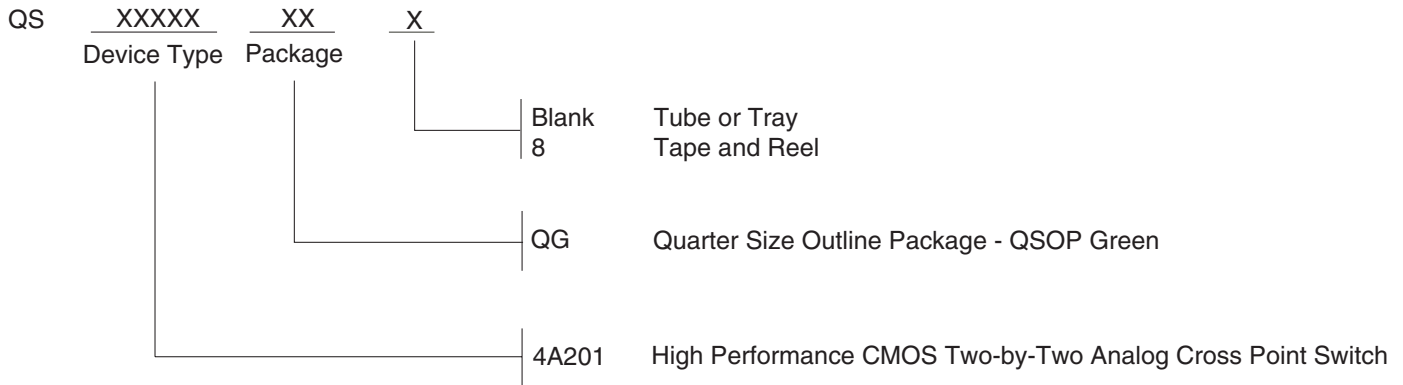 QS XXXXX XX X
Device Type Package
Blank Tube or Tray
8 Tape and Reel
QG Quarter Size Outline Package - QSOP Green
4A201 High Performance CMOS Two-by-Two Analog Cross Point Switch